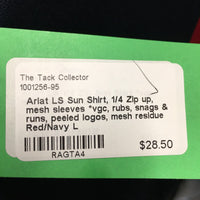 The Tack Collector
1001256-95
Ariat LS Sun Shirt, 1/4 Zip up,
mesh sleeves *vgc, rubs, snags &
runs, peeled logos, mesh residue
Red/Navy L
RAGTA4
$28.50